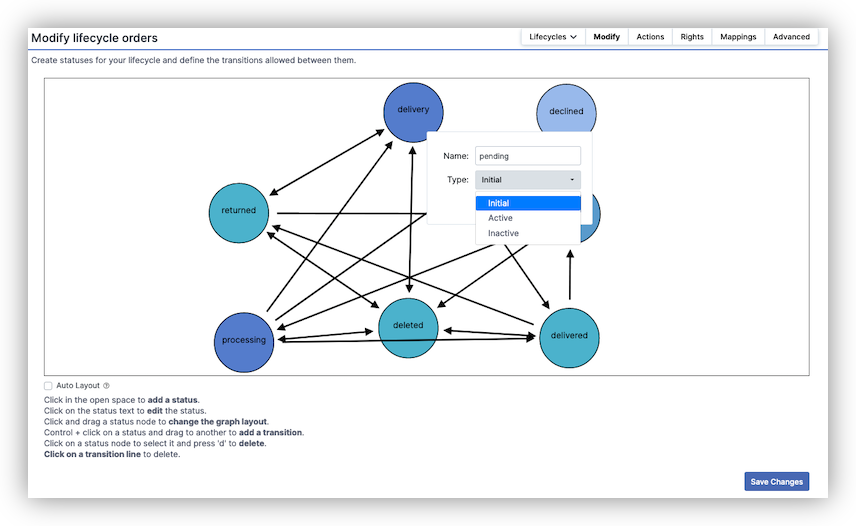 Modify lifecycle orders
Lifecycles Modify Actions Rights Mappings Advanced
Create statuses for your lifecycle and define the transitions allowed between them.
delivery
declined
Name: pending
Type: Initial
Initial
Active
Inactive
returned
processing
deleted
delivered
Auto Layout
Click in the open space to add a status.
Click on the status text to edit the status.
Click and drag a status node to change the graph layout.
Control + click on a status and drag to another to add a transition.
Click on a status node to select it and press 'd' to delete.
Click on a transition line to delete.
Save Changes